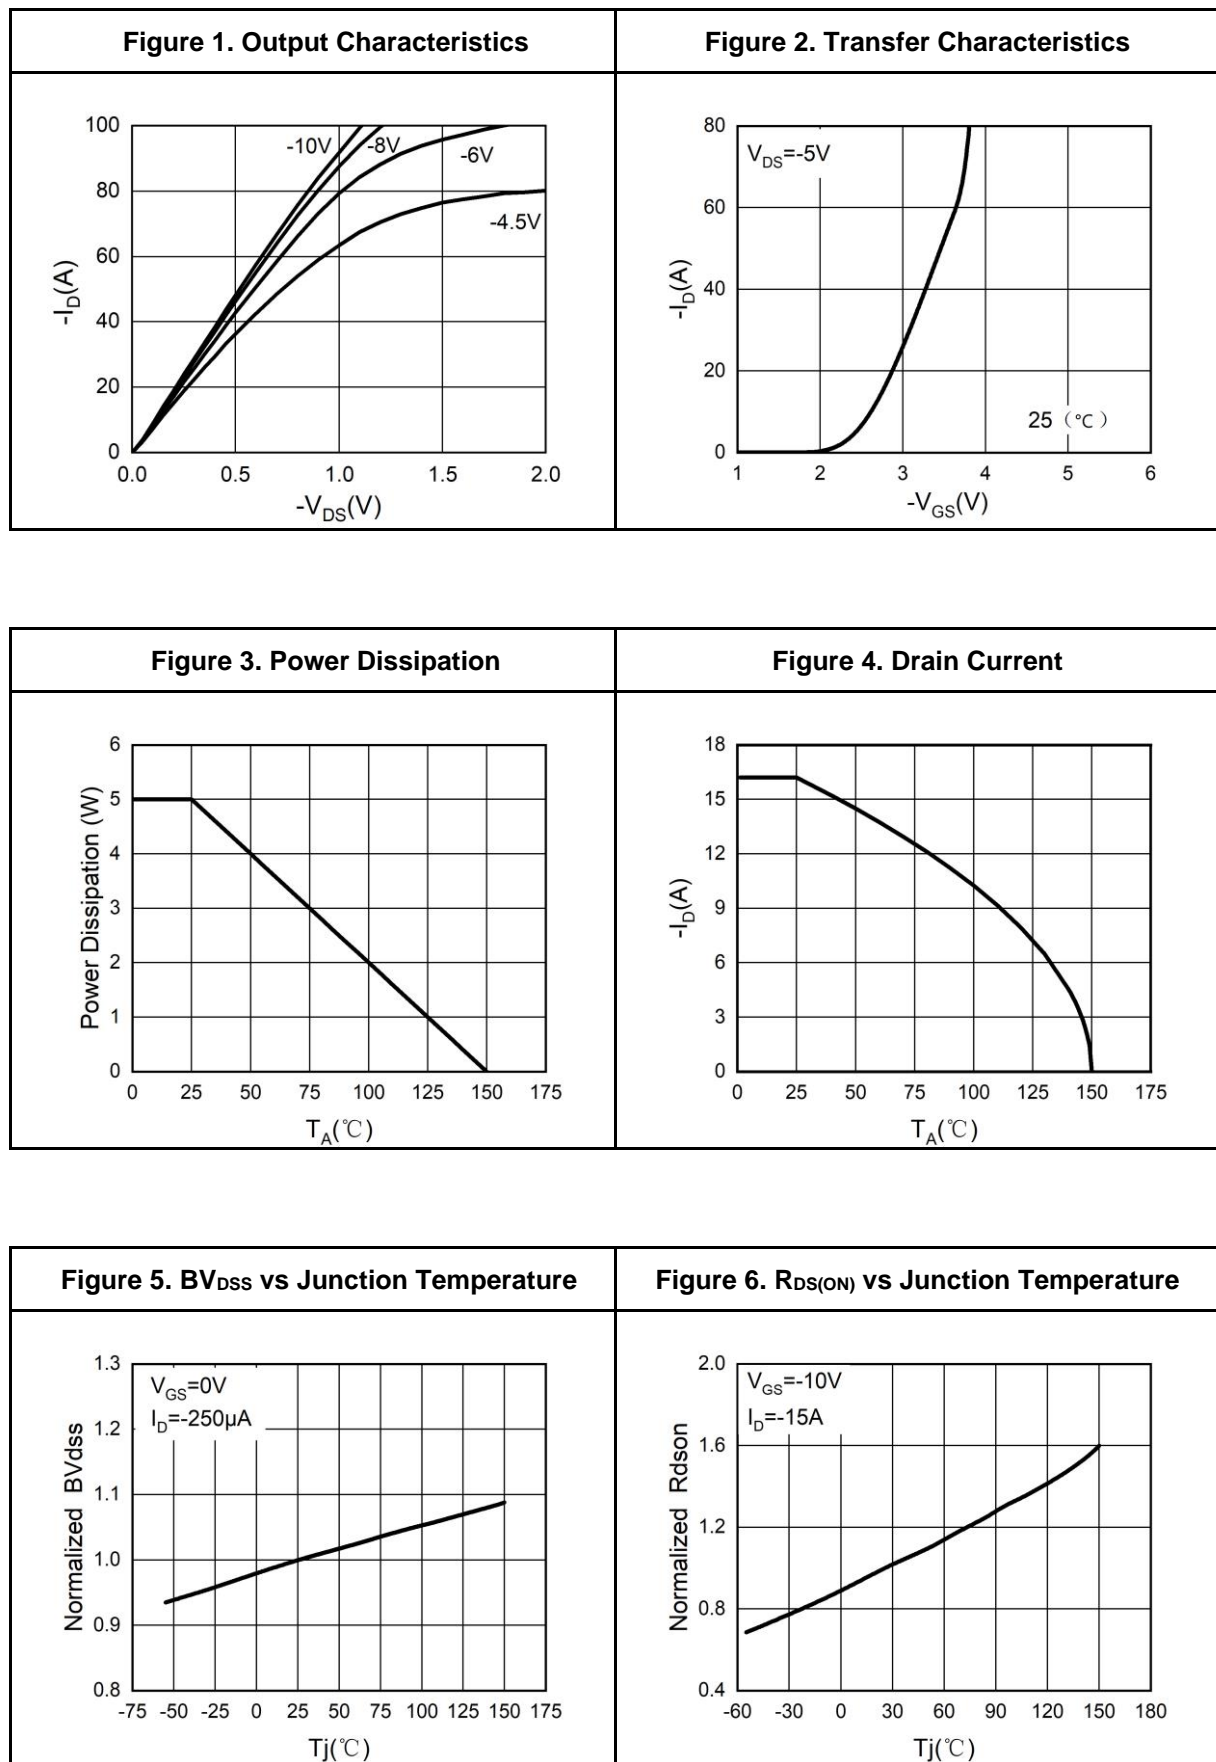 Figure 1. Output Characteristics
Figure 2. Transfer Characteristics
100
80
60
40
20
0
-I_D(A)
-10V
-8V
-6V
-4.5V
0.0 0.5 1.0 1.5 2.0
-V_DS(V)
80
60
40
20
0
-I_D(A)
V_DS=-5V
25（℃）
1 2 3 4 5 6
-V_GS(V)
Figure 3. Power Dissipation
Figure 4. Drain Current
6
5
4
3
2
1
0
Power Dissipation (W)
0 25 50 75 100 125 150 175
T_A(℃)
18
15
12
9
6
3
0
-I_D(A)
0 25 50 75 100 125 150 175
T_A(℃)
Figure 5. BV_DSS vs Junction Temperature
Figure 6. R_DS(ON) vs Junction Temperature
1.3
1.2
1.1
1.0
0.9
0.8
Normalized BVdss
V_GS=0V
I_D=-250μA
-75 -50 -25 0 25 50 75 100 125 150 175
Tj(℃)
2.0
1.6
1.2
0.8
0.4
Normalized Rdson
V_GS=-10V
I_D=-15A
-60 -30 0 30 60 90 120 150 180
Tj(℃)